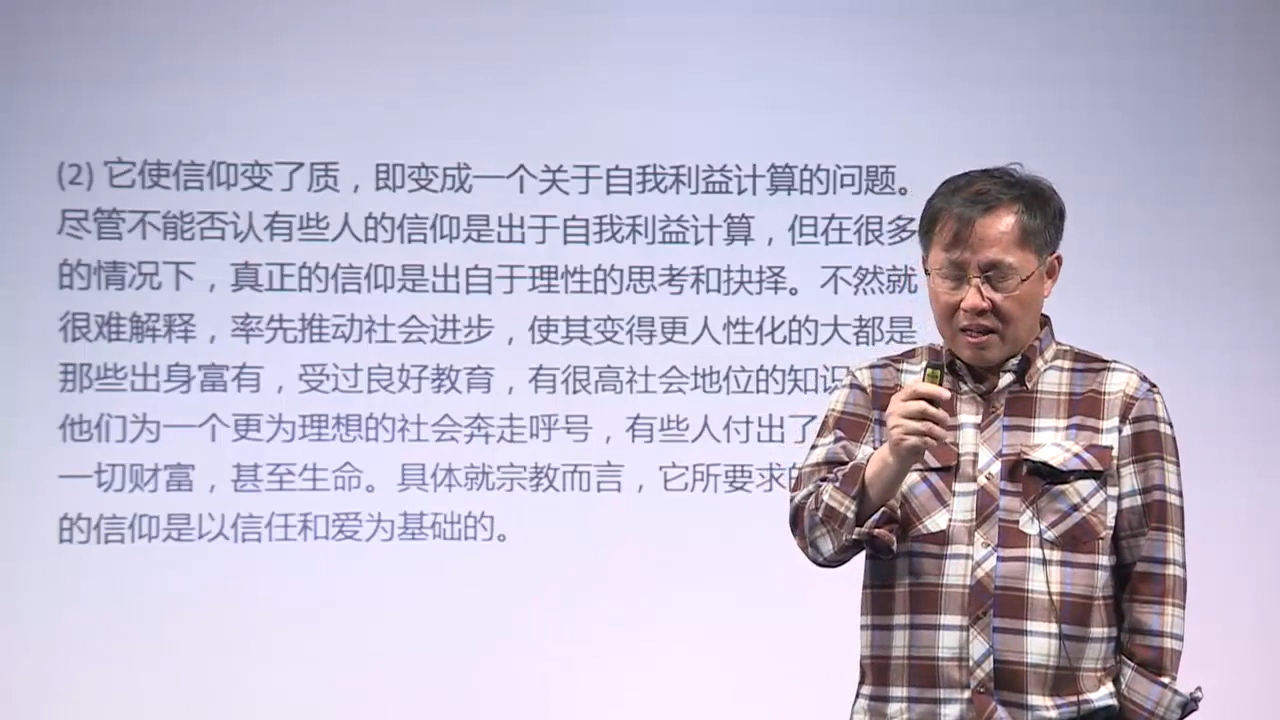 (2) 它使信仰变了质，即变成一个关于自我利益计算的问题。
尽管不能否认有些人的信仰是出于自我利益计算，但在很多
的情况下，真正的信仰是出自于理性的思考和抉择。不然就
很难解释，率先推动社会进步，使其变得更人性化的大都是
那些出身富有，受过良好教育，有很高社会地位的知识
他们为一个更为理想的社会奔走呼号，有些人付出了
一切财富，甚至生命。具体就宗教而言，它所要求的
的信仰是以信任和爱为基础的。